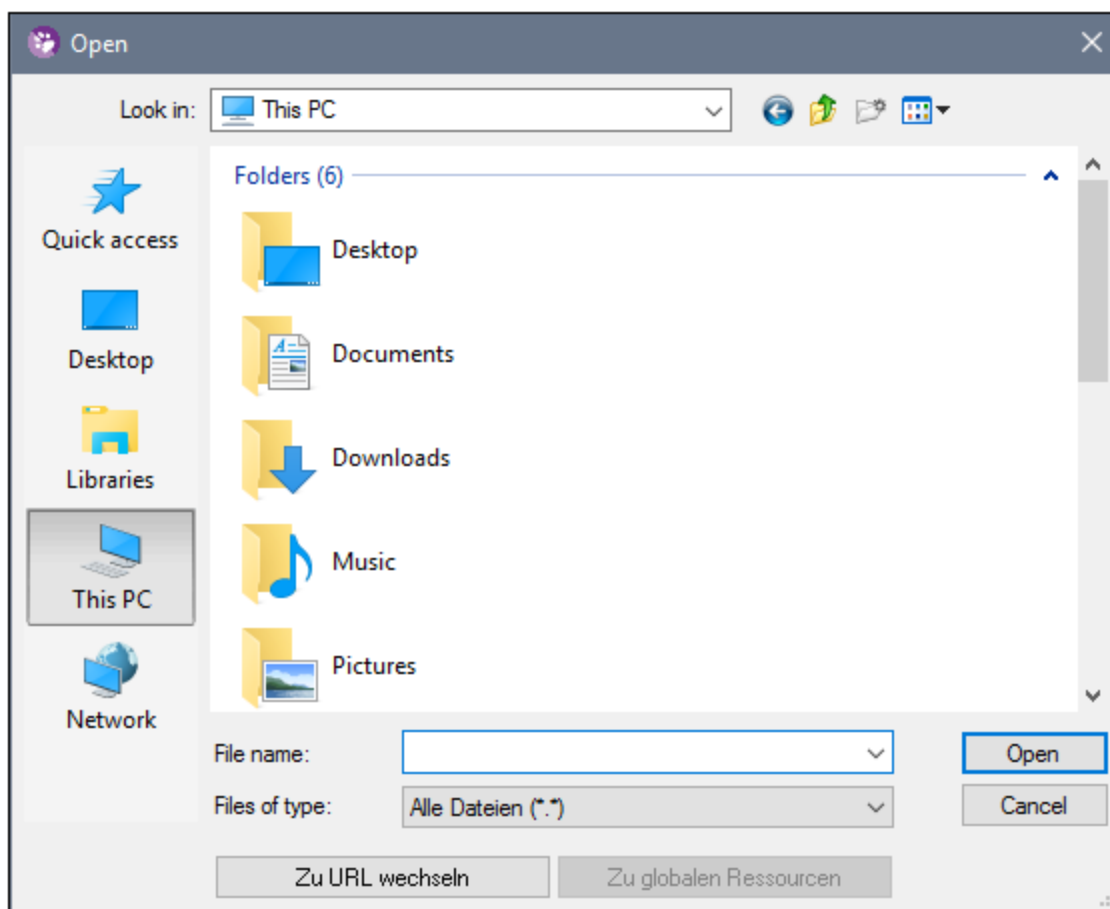 Open
Look in: This PC
Quick access
Desktop
Libraries
This PC
Network
Folders (6)
Desktop
Documents
Downloads
Music
Pictures
File name:
Open
Files of type: Alle Dateien (*.*)
Cancel
Zu URL wechseln
Zu globalen Ressourcen